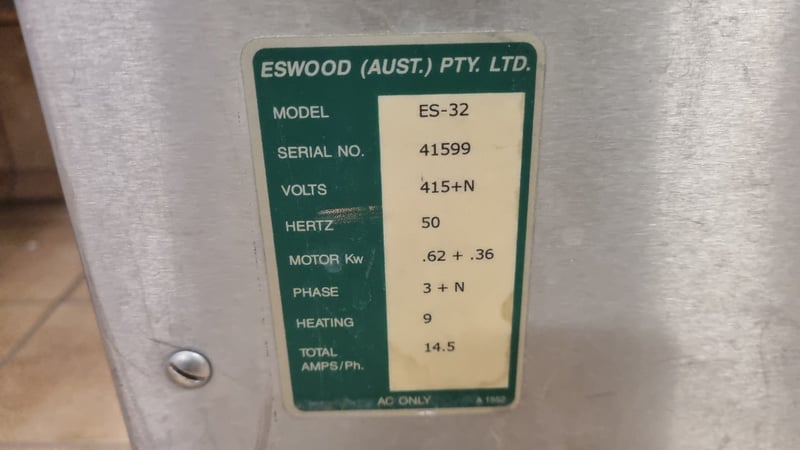 ESWOOD (AUST.) PTY. LTD.
MODEL ES-32
SERIAL NO. 41599
VOLTS 415+N
HERTZ 50
MOTOR Kw .62 + .36
PHASE 3 + N
HEATING 9
TOTAL 14.5
AMPS/Ph.
AC ONLY